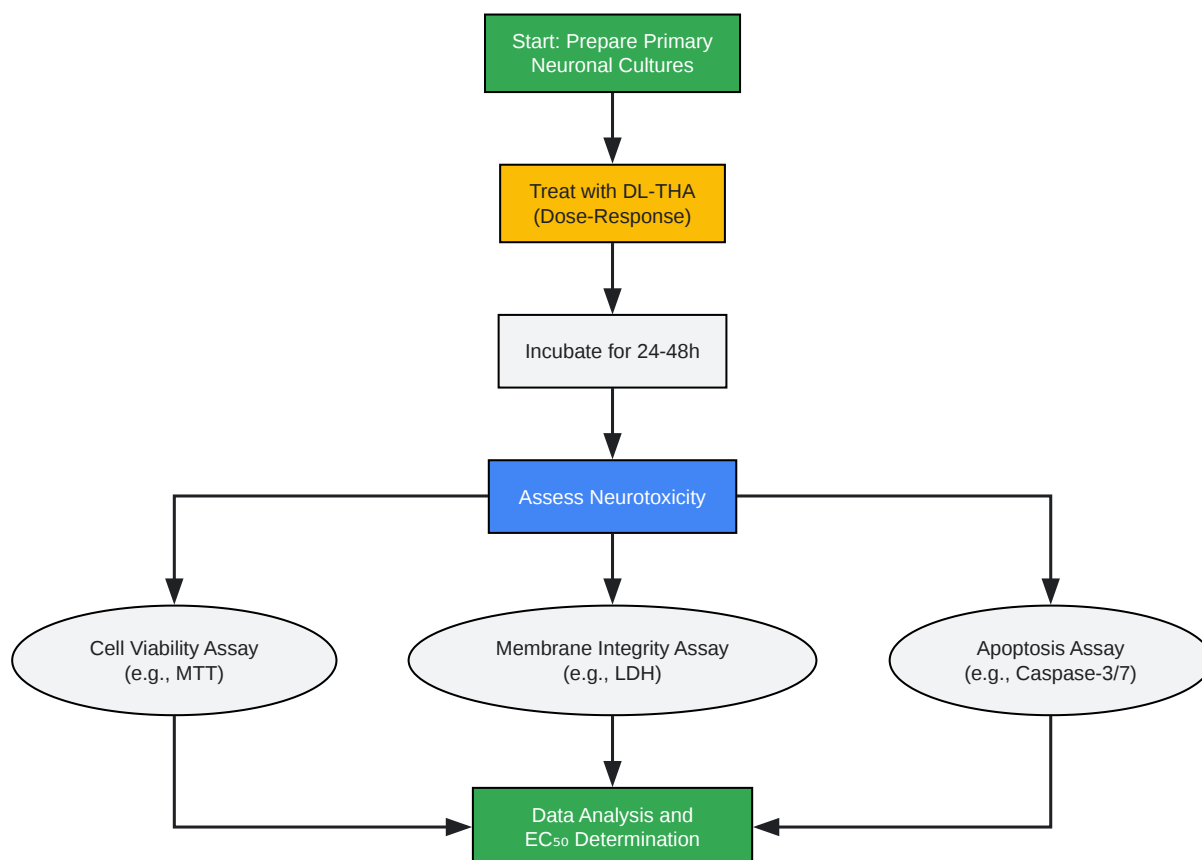 Start: Prepare Primary
Neuronal Cultures
Treat with DL-THA
(Dose-Response)
Incubate for 24-48h
Assess Neurotoxicity
Cell Viability Assay
(e.g., MTT)
Membrane Integrity Assay
(e.g., LDH)
Apoptosis Assay
(e.g., Caspase-3/7)
Data Analysis and
EC₅₀ Determination